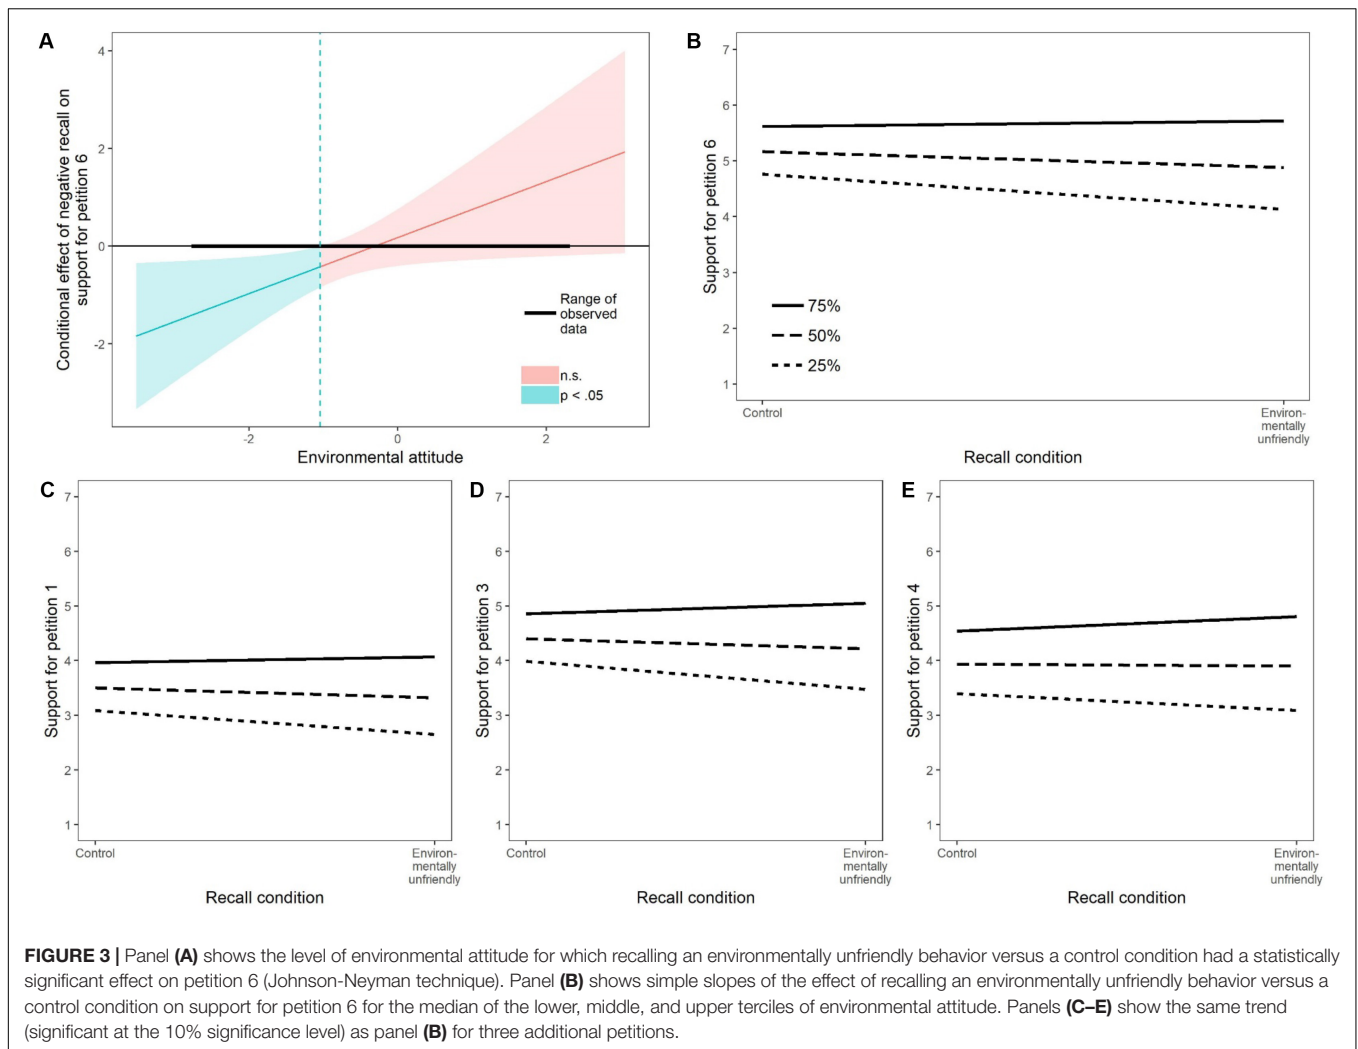 A
Conditional effect of negative recall on
support for petition 6
4
2
0
-2
-2
0
2
Environmental attitude
Range of
observed
data
n.s.
p < .05
B
Support for petition 6
7
6
5
4
3
2
1
75%
50%
25%
Control
Environ-
mentally
unfriendly
Recall condition
C
Support for petition 1
7
6
5
4
3
2
1
Control
Environ-
mentally
unfriendly
Recall condition
D
Support for petition 3
7
6
5
4
3
2
1
Control
Environ-
mentally
unfriendly
Recall condition
E
Support for petition 4
7
6
5
4
3
2
1
Control
Environ-
mentally
unfriendly
Recall condition
FIGURE 3 | Panel (A) shows the level of environmental attitude for which recalling an environmentally unfriendly behavior versus a control condition had a statistically
significant effect on petition 6 (Johnson-Neyman technique). Panel (B) shows simple slopes of the effect of recalling an environmentally unfriendly behavior versus a
control condition on support for petition 6 for the median of the lower, middle, and upper terciles of environmental attitude. Panels (C–E) show the same trend
(significant at the 10% significance level) as panel (B) for three additional petitions.